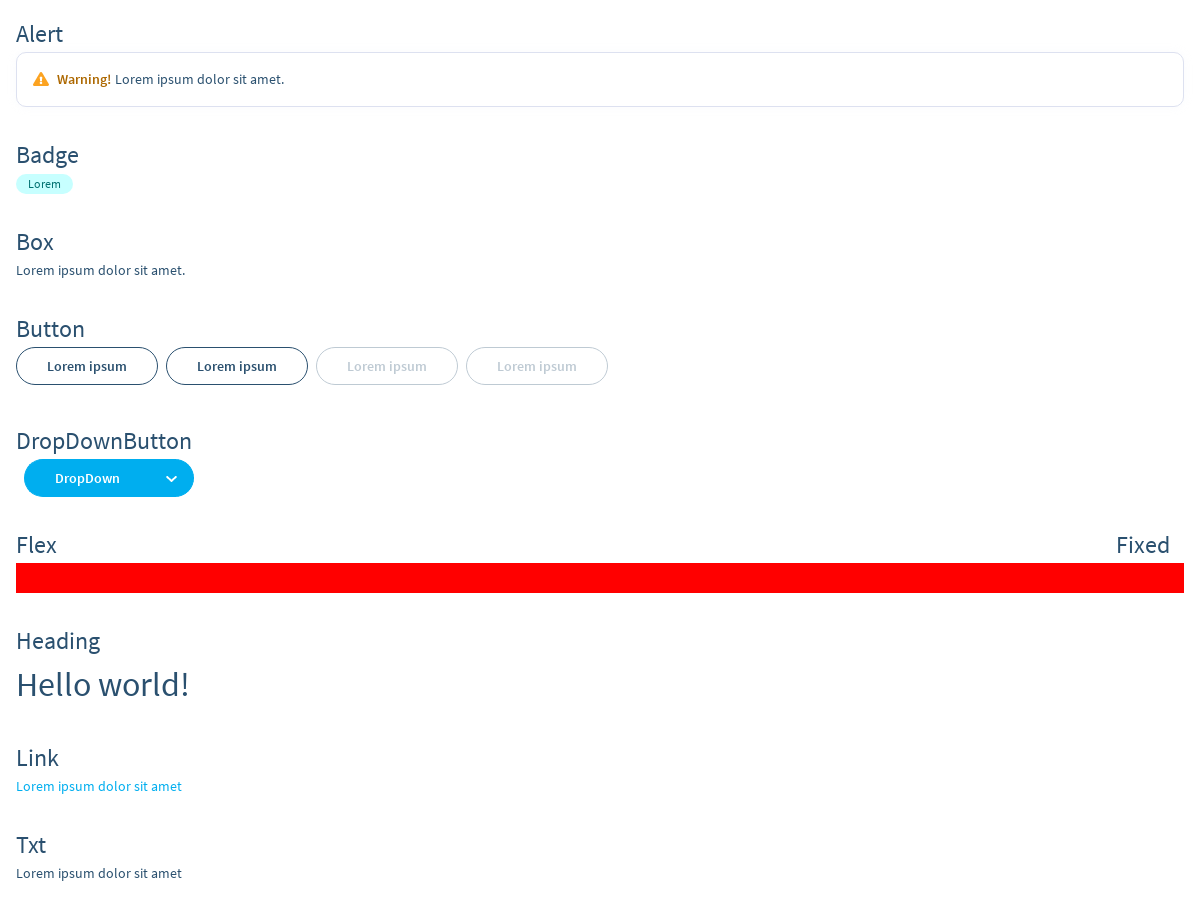 Alert
Warning! Lorem ipsum dolor sit amet.
Badge
Lorem
Box
Lorem ipsum dolor sit amet.
Button
Lorem ipsum Lorem ipsum Lorem ipsum Lorem ipsum
DropDownButton
DropDown
Flex Fixed
Heading
Hello world!
Link
Lorem ipsum dolor sit amet
Txt
Lorem ipsum dolor sit amet